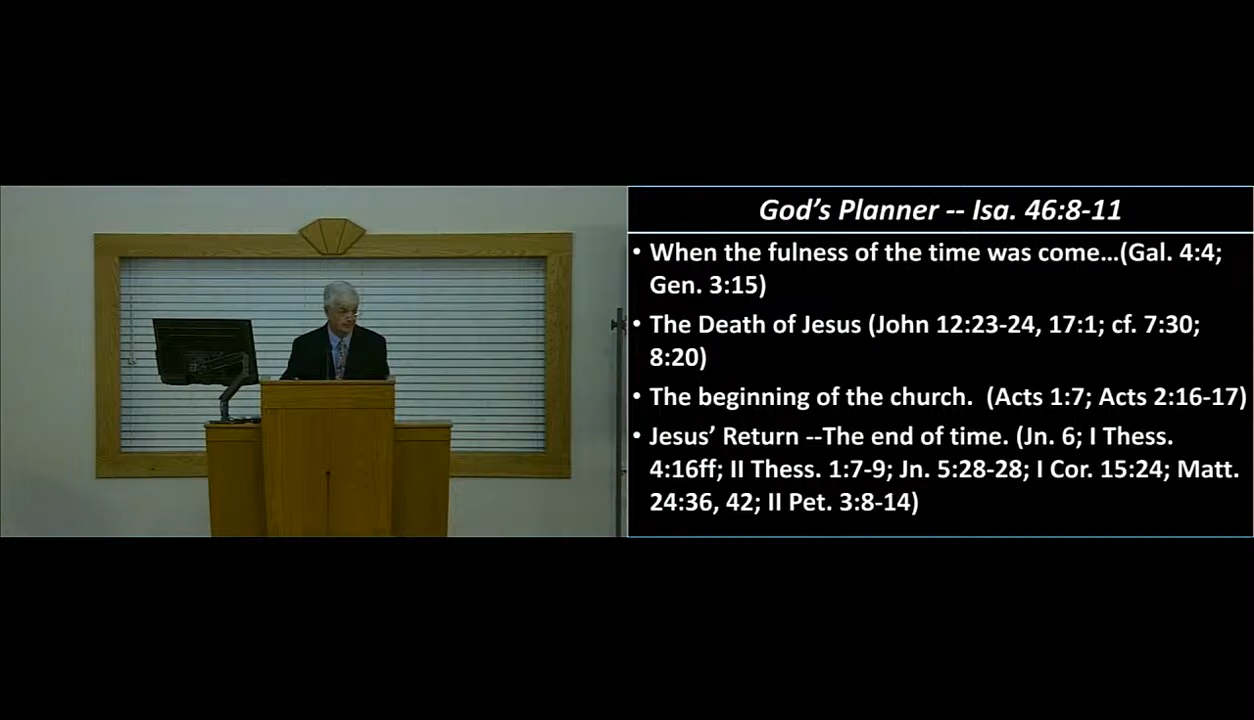 God’s Planner -- Isa. 46:8-11
• When the fulness of the time was come…(Gal. 4:4;
Gen. 3:15)
• The Death of Jesus (John 12:23-24, 17:1; cf. 7:30;
8:20)
• The beginning of the church.  (Acts 1:7; Acts 2:16-17)
• Jesus’ Return --The end of time. (Jn. 6; I Thess.
4:16ff; II Thess. 1:7-9; Jn. 5:28-28; I Cor. 15:24; Matt.
24:36, 42; II Pet. 3:8-14)